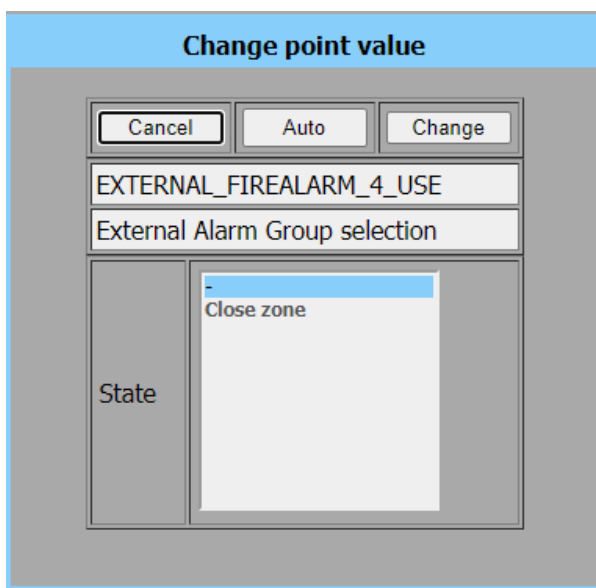 Change point value
Cancel Auto Change
EXTERNAL_FIREALARM_4_USE
External Alarm Group selection
-
Close zone
State